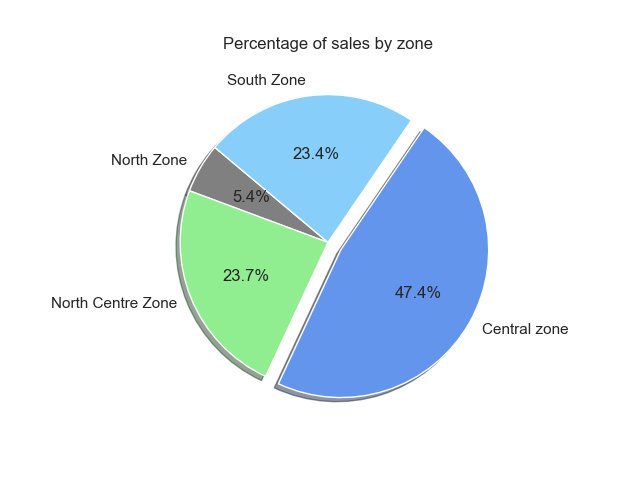 Percentage of sales by zone
South Zone
23.4%
North Zone
5.4%
23.7%
47.4%
North Centre Zone
Central zone